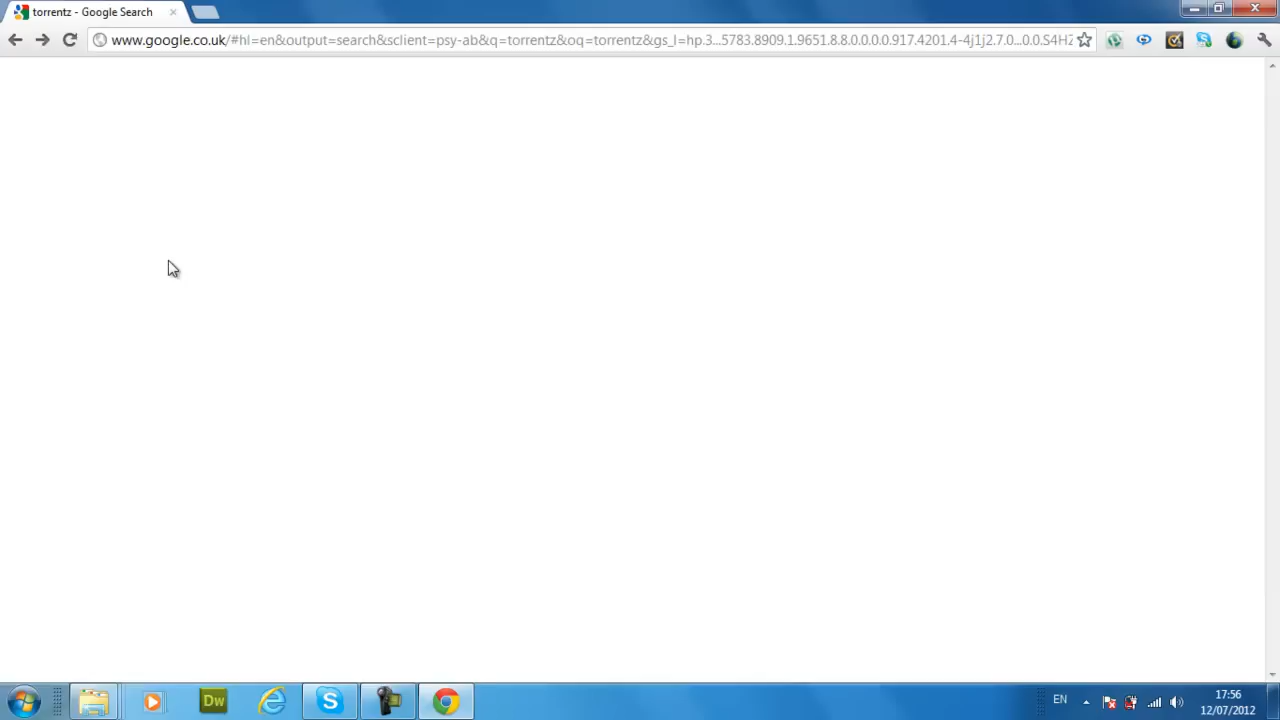 torrentz - Google Search
www.google.co.uk/#hl=en&output=search&sclient=psy-ab&q=torrentz&oq=torrentz&gs_l=hp.3...5783.8909.1.9651.8.8.0.0.0.0.917.4201.4-4j1j2.7.0...0.0.S4HZ
Dw
EN
17:56
12/07/2012